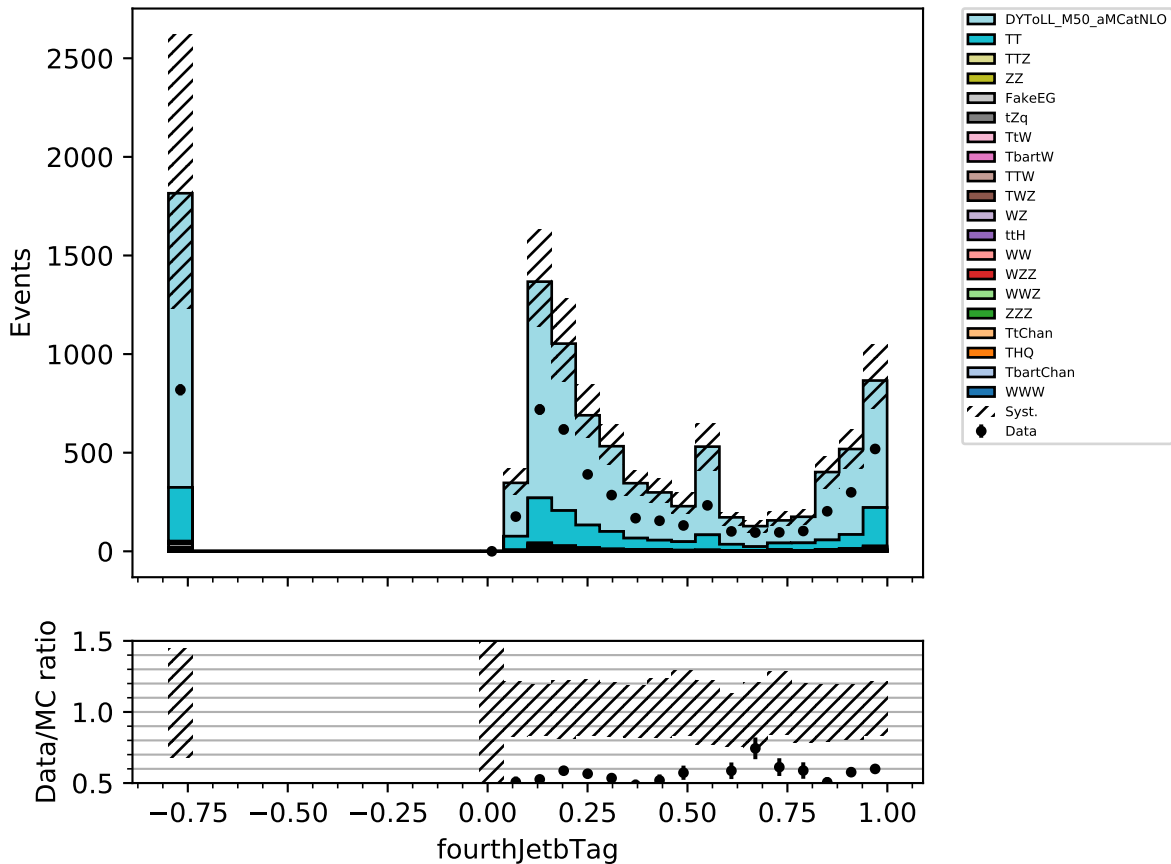 2500
2000
1500
1000
500
0
Events
DYToLL_M50_aMCatNLO
TT
TTZ
ZZ
FakeEG
tZq
TtW
TbartW
TTW
TWZ
WZ
ttH
WW
WZZ
WWZ
ZZZ
TtChan
THQ
TbartChan
WWW
Syst.
Data
1.5
1.0
0.5
Data/MC ratio
−0.75
−0.50
−0.25
0.00
0.25
0.50
0.75
1.00
fourthJetbTag